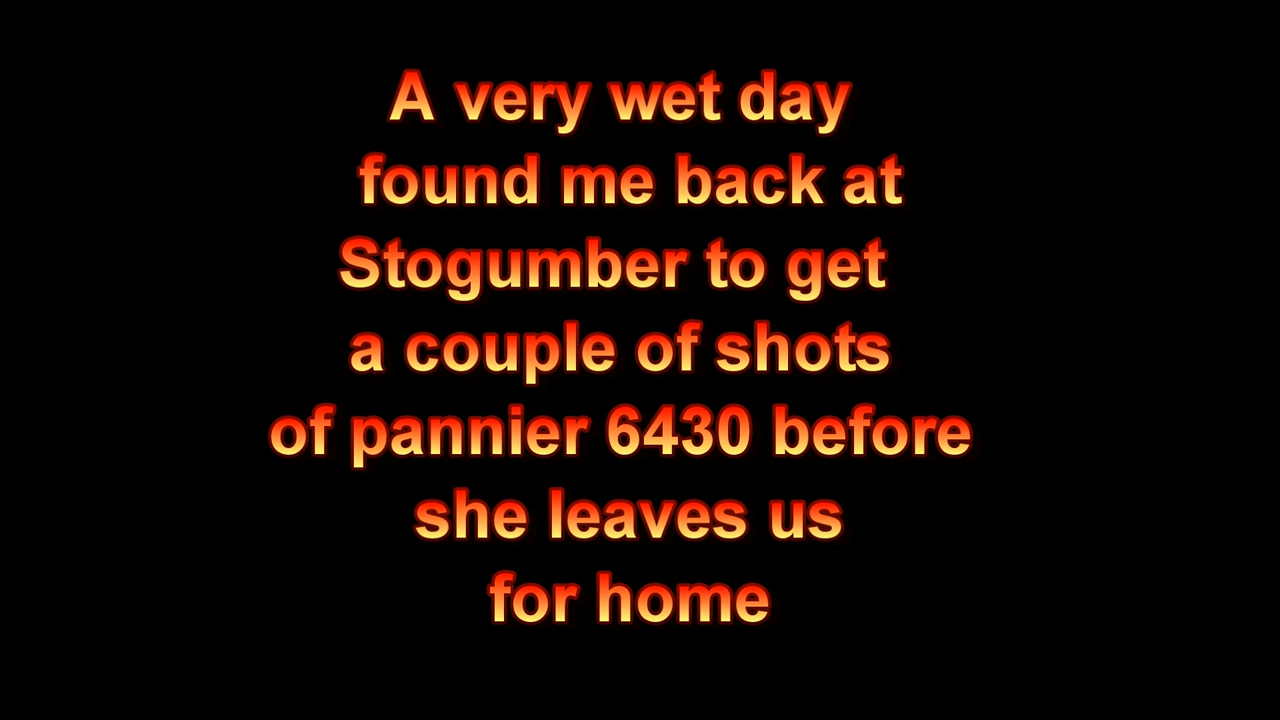 A very wet day
found me back at
Stogumber to get
a couple of shots
of pannier 6430 before
she leaves us
for home